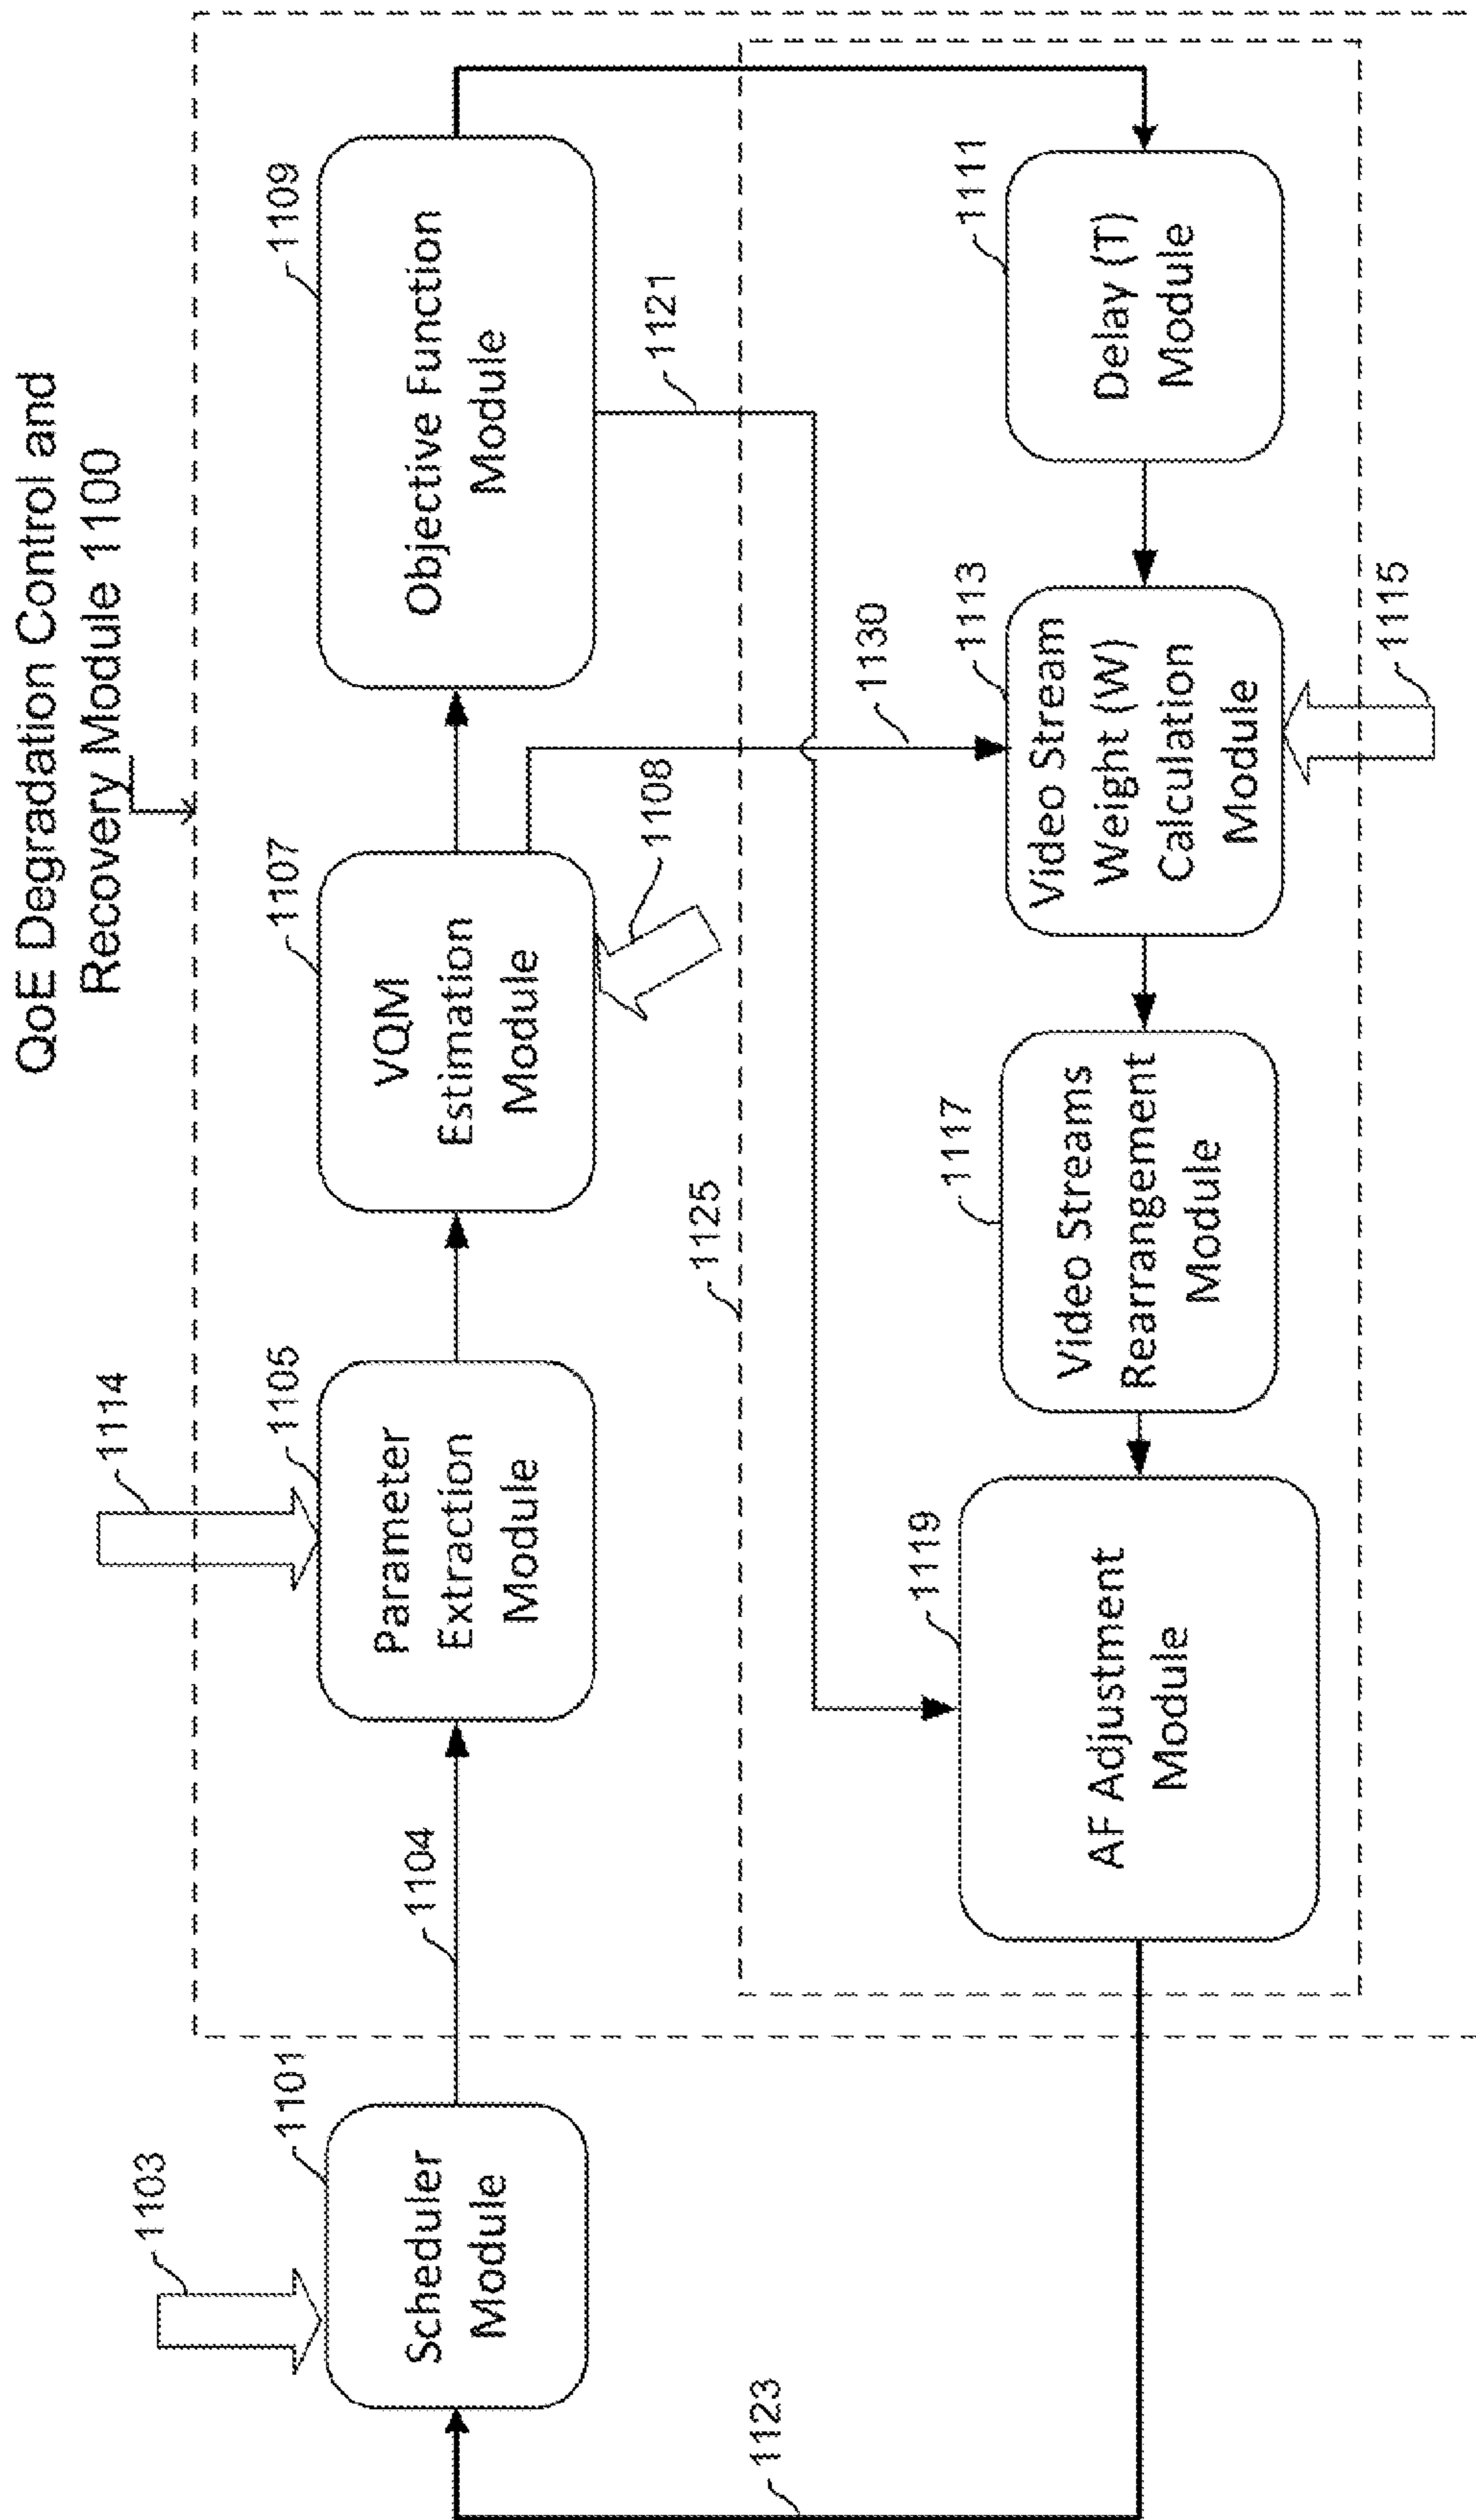 QoE Degradation Control and
Recovery Module 1100
1103
1101
Scheduler
Module
1104
1114
1105
Parameter
Extraction
Module
1107
VQM
Estimation
Module
1108
1109
Objective Function
Module
1121
1130
1125
1123
1119
AF Adjustment
Module
1117
Video Streams
Rearrangement
Module
1113
Video Stream
Weight (W)
Calculation
Module
1115
1111
Delay (T)
Module